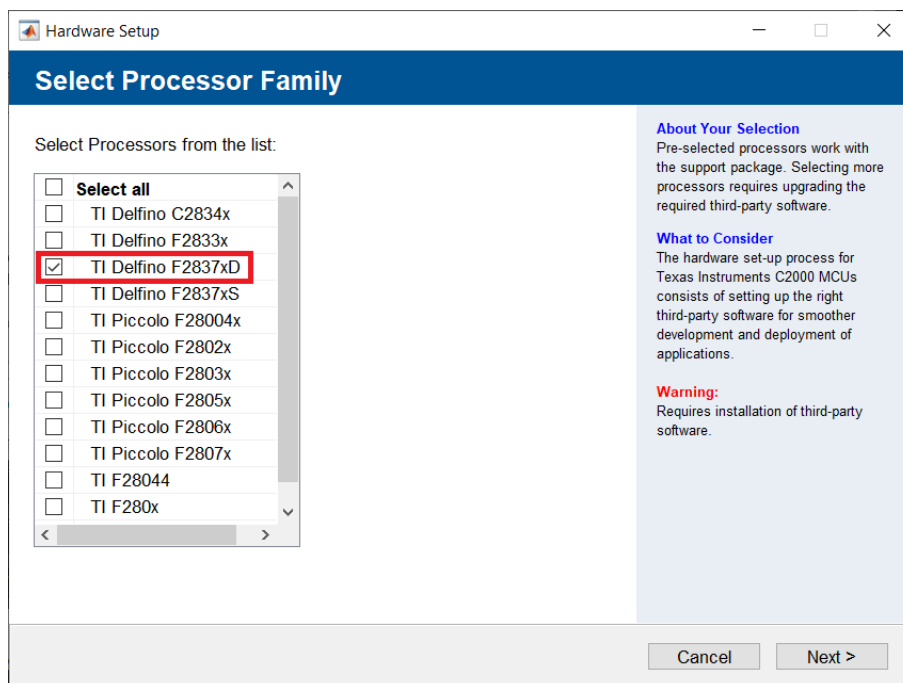 Hardware Setup
Select Processor Family
Select Processors from the list:
Select all
TI Delfino C2834x
TI Delfino F2833x
TI Delfino F2837xD
TI Delfino F2837xS
TI Piccolo F28004x
TI Piccolo F2802x
TI Piccolo F2803x
TI Piccolo F2805x
TI Piccolo F2806x
TI Piccolo F2807x
TI F28044
TI F280x
About Your Selection
Pre-selected processors work with
the support package. Selecting more
processors requires upgrading the
required third-party software.
What to Consider
The hardware set-up process for
Texas Instruments C2000 MCUs
consists of setting up the right
third-party software for smoother
development and deployment of
applications.
Warning:
Requires installation of third-party
software.
Cancel
Next >